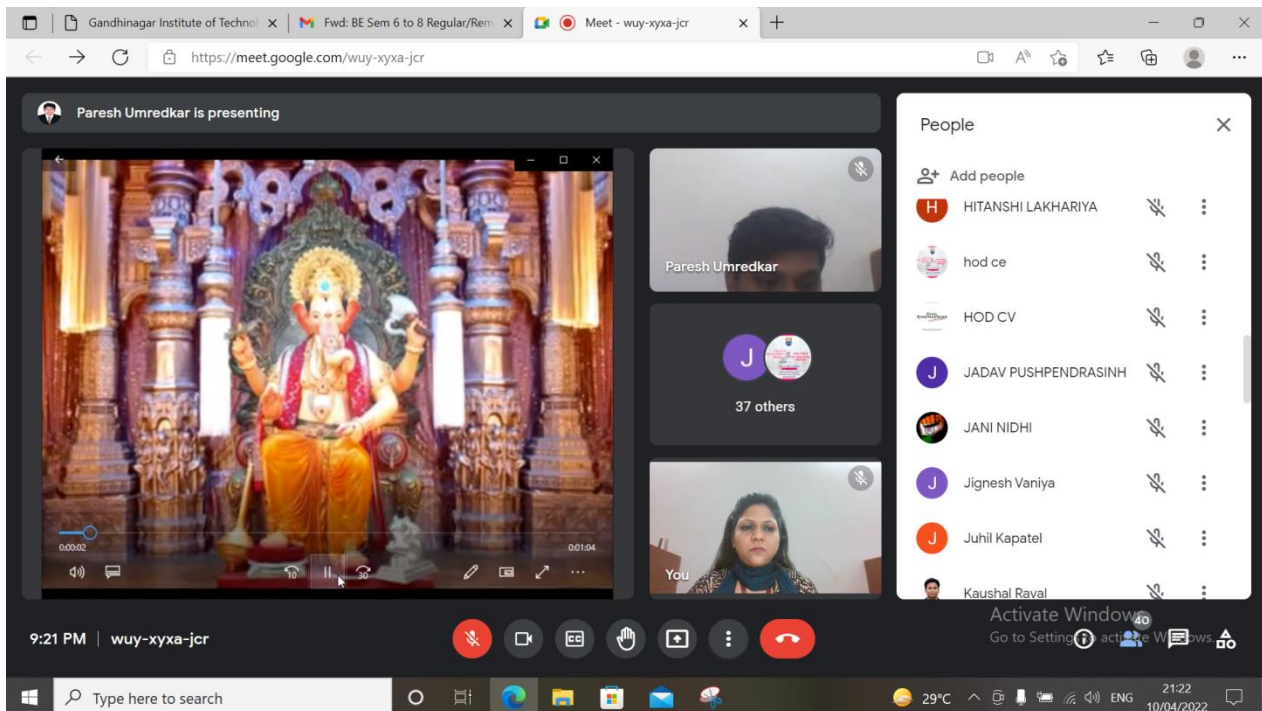 Gandhinagar Institute of Technol
Fwd: BE Sem 6 to 8 Regular/Rem
Meet - wuy-xyxa-jcr
https://meet.google.com/wuy-xyxa-jcr
Paresh Umredkar is presenting
0:00:02
0:01:04
10
30
Paresh Umredkar
J
37 others
You
People
Add people
H HITANSHI LAKHARIYA
hod ce
HOD CV
J JADAV PUSHPENDRASINH
JANI NIDHI
J Jignesh Vaniya
J Juhil Kapatel
Kaushal Raval
Activate Windows
Go to Settings to activate Windows.
40
9:21 PM | wuy-xyxa-jcr
Type here to search
29°C
ENG
21:22
10/04/2022